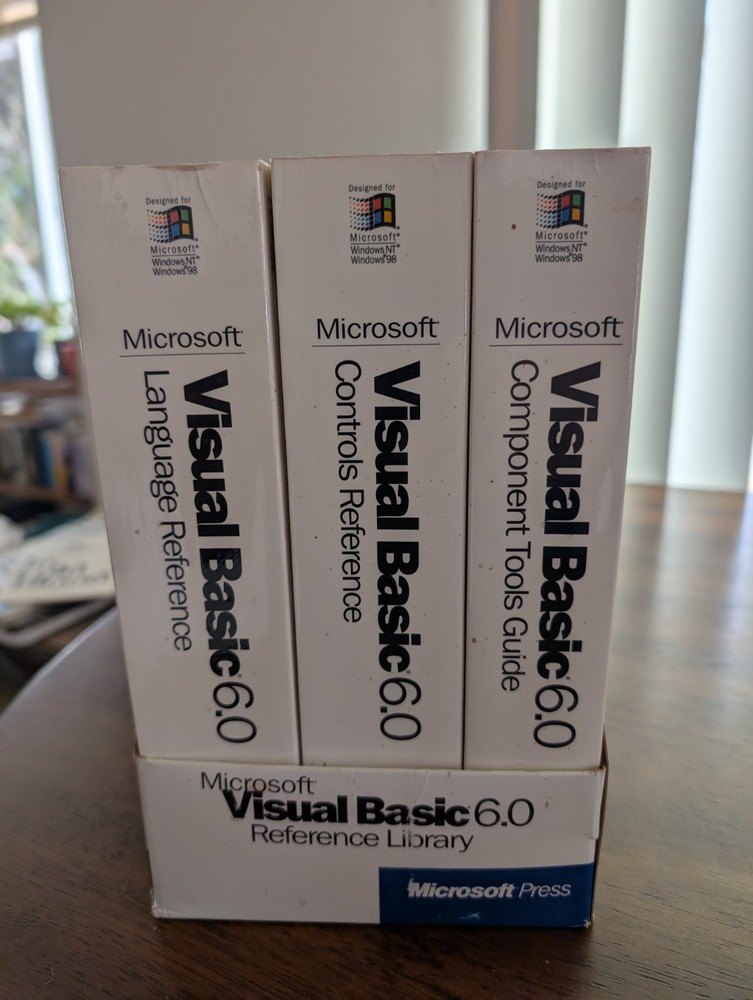 Designed for
Microsoft®
Windows NT®
Windows®98
Microsoft®
Visual Basic® 6.0
Language Reference
Designed for
Microsoft®
Windows NT®
Windows®98
Microsoft®
Visual Basic® 6.0
Controls Reference
Designed for
Microsoft®
Windows NT®
Windows®98
Microsoft®
Visual Basic® 6.0
Component Tools Guide
Microsoft®
Visual Basic® 6.0
Reference Library
Microsoft Press